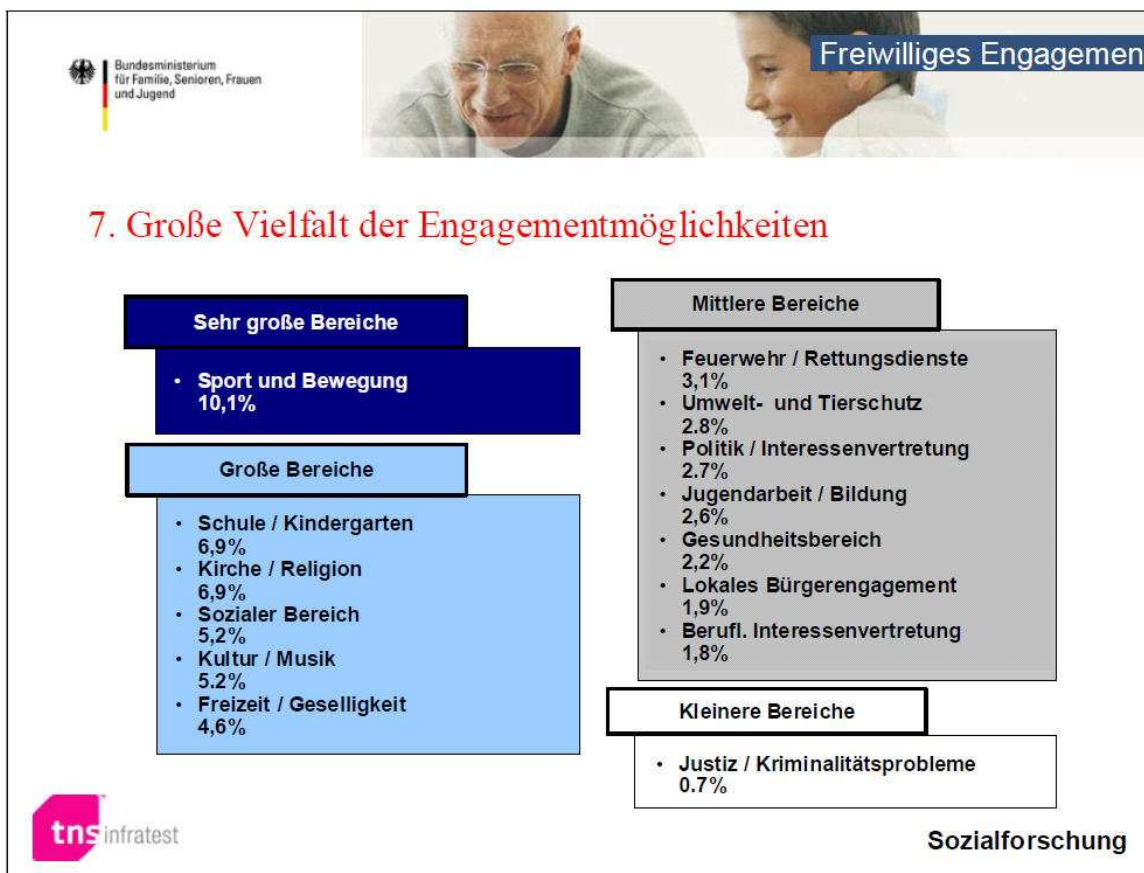 Bundesministerium
für Familie, Senioren, Frauen
und Jugend
Freiwilliges Engagemen
7. Große Vielfalt der Engagementmöglichkeiten
Sehr große Bereiche
• Sport und Bewegung
10,1%
Große Bereiche
• Schule / Kindergarten
6,9%
• Kirche / Religion
6,9%
• Sozialer Bereich
5,2%
• Kultur / Musik
5.2%
• Freizeit / Geselligkeit
4,6%
Mittlere Bereiche
• Feuerwehr / Rettungsdienste
3,1%
• Umwelt- und Tierschutz
2.8%
• Politik / Interessenvertretung
2.7%
• Jugendarbeit / Bildung
2,6%
• Gesundheitsbereich
2,2%
• Lokales Bürgerengagement
1,9%
• Berufl. Interessenvertretung
1,8%
Kleinere Bereiche
• Justiz / Kriminalitätsprobleme
0.7%
tns infratest
Sozialforschung